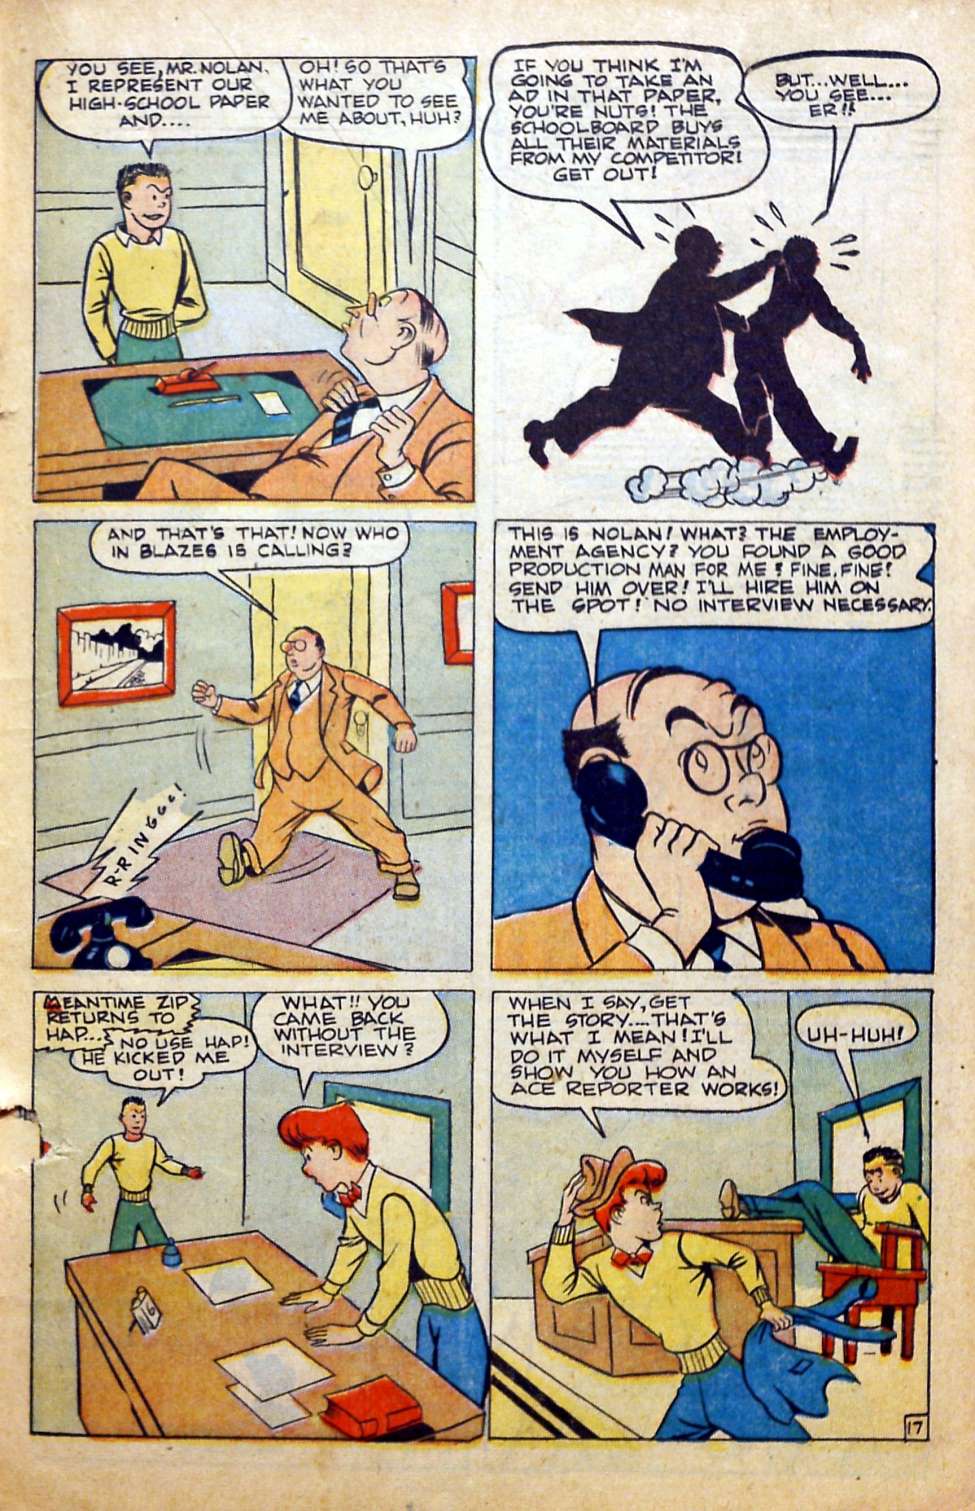 YOU SEE, MR. NOLAN.
I REPRESENT OUR
HIGH-SCHOOL PAPER
AND....
OH! SO THAT'S
WHAT YOU
WANTED TO SEE
ME ABOUT, HUH?
IF YOU THINK I'M
GOING TO TAKE AN
AD IN THAT PAPER,
YOU'RE NUTS! THE
SCHOOLBOARD BUYS
ALL THEIR MATERIALS
FROM MY COMPETITOR!
GET OUT!
BUT...WELL...
YOU SEE...
ER!!
AND THAT'S THAT! NOW WHO
IN BLAZES IS CALLING?
R-RINGGGG!
THIS IS NOLAN! WHAT? THE EMPLOY-
MENT AGENCY? YOU FOUND A GOOD
PRODUCTION MAN FOR ME? FINE, FINE!
SEND HIM OVER! I'LL HIRE HIM ON
THE SPOT! NO INTERVIEW NECESSARY.
MEANTIME ZIP
RETURNS TO
HAP...
NO USE HAP!
HE KICKED ME
OUT!
WHAT!! YOU
CAME BACK
WITHOUT THE
INTERVIEW?
16
WHEN I SAY, GET
THE STORY....THAT'S
WHAT I MEAN! I'LL
DO IT MYSELF AND
SHOW YOU HOW AN
ACE REPORTER WORKS!
UH-HUH!
17